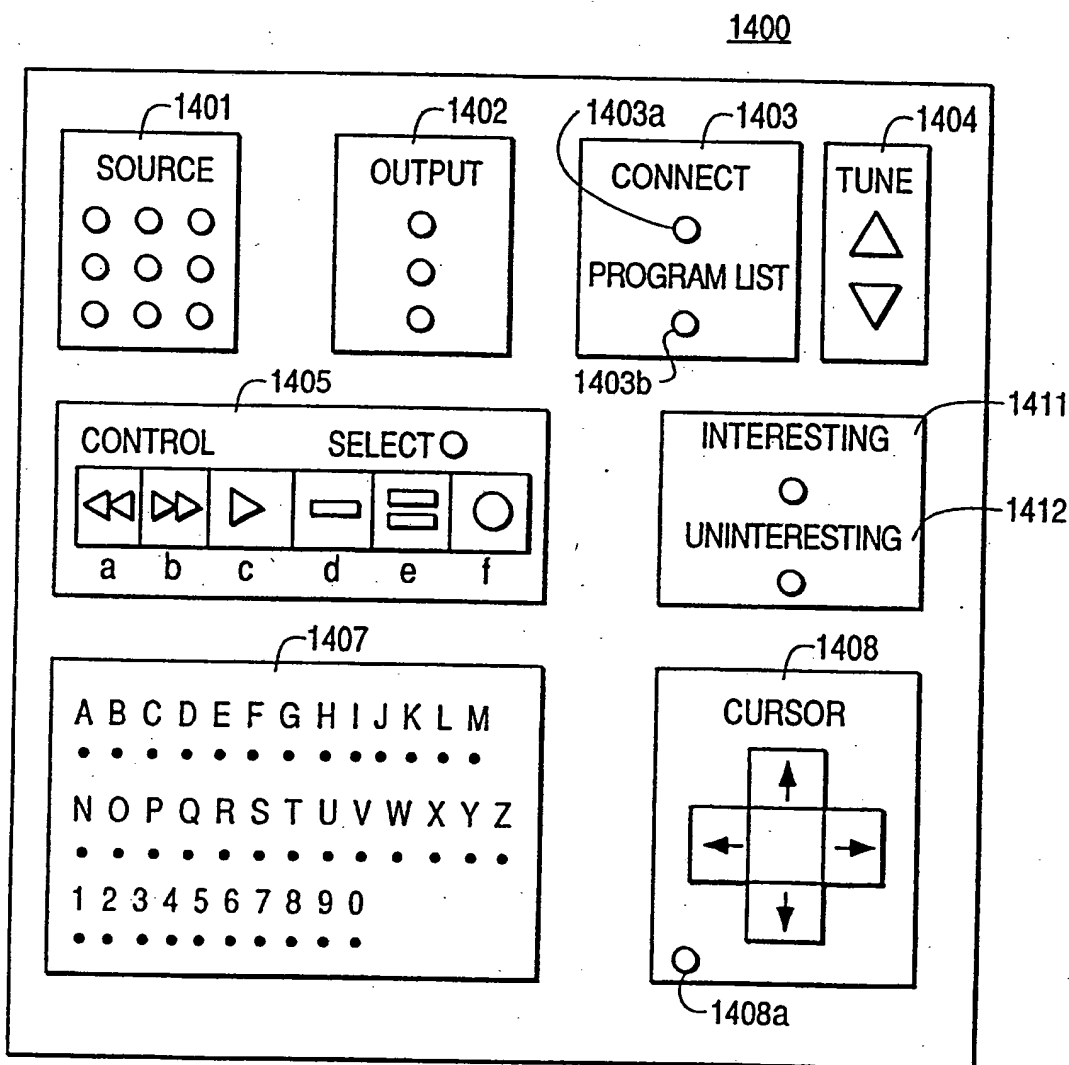 1400
1401
1402
1403a
1403
1404
SOURCE
OUTPUT
CONNECT
TUNE
PROGRAM LIST
1403b
1405
1411
CONTROL
SELECT
INTERESTING
1412
UNINTERESTING
a b c d e f
1407
1408
A B C D E F G H I J K L M
CURSOR
N O P Q R S T U V W X Y Z
1 2 3 4 5 6 7 8 9 0
1408a